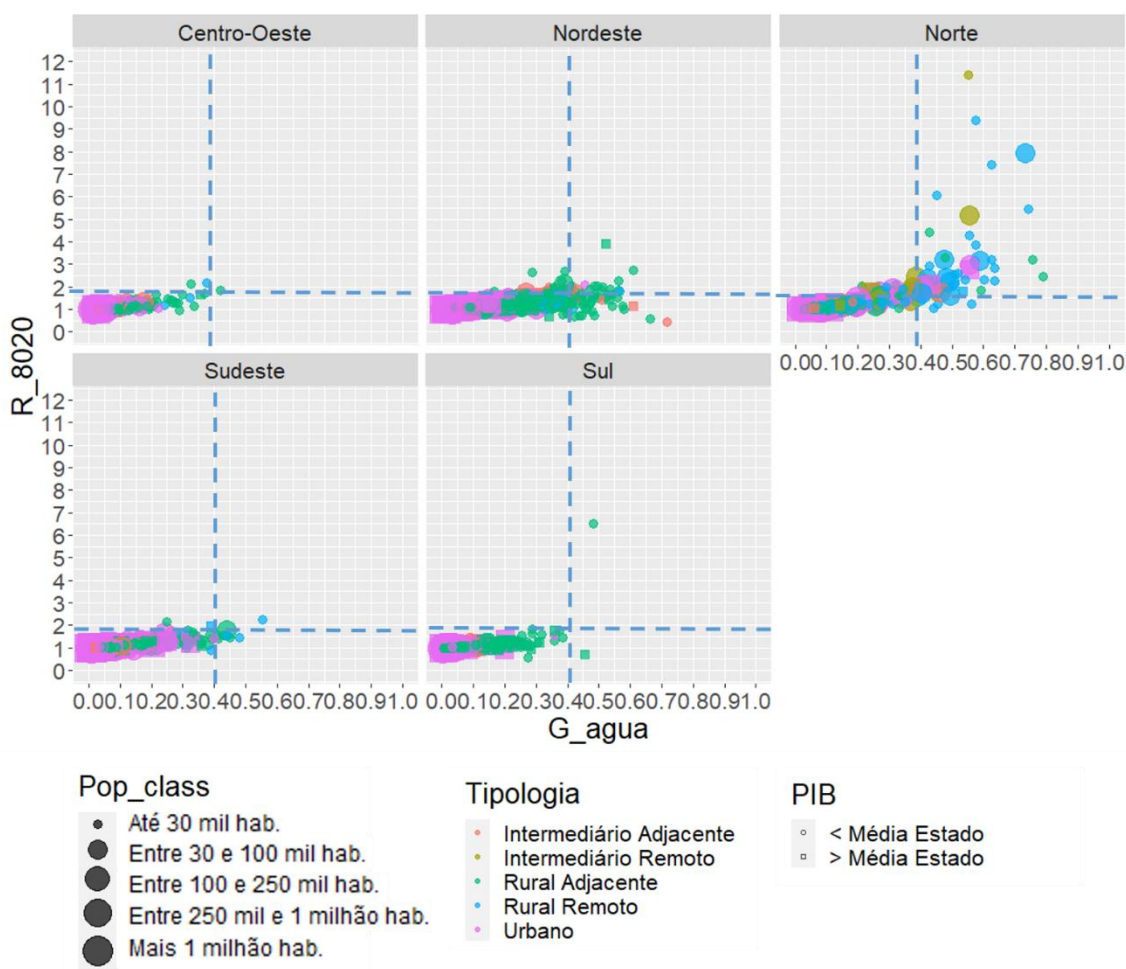 Centro-Oeste Nordeste Norte
12
11
10
9
8
7
6
5
4
3
2
1
0
0.00.10.20.30.40.50.60.70.80.91.0
Sudeste Sul
R_8020
12
11
10
9
8
7
6
5
4
3
2
1
0
0.00.10.20.30.40.50.60.70.80.91.0 0.00.10.20.30.40.50.60.70.80.91.0
G_agua
Pop_class
Até 30 mil hab.
Entre 30 e 100 mil hab.
Entre 100 e 250 mil hab.
Entre 250 mil e 1 milhão hab.
Mais 1 milhão hab.
Tipologia
Intermediário Adjacente
Intermediário Remoto
Rural Adjacente
Rural Remoto
Urbano
PIB
< Média Estado
> Média Estado